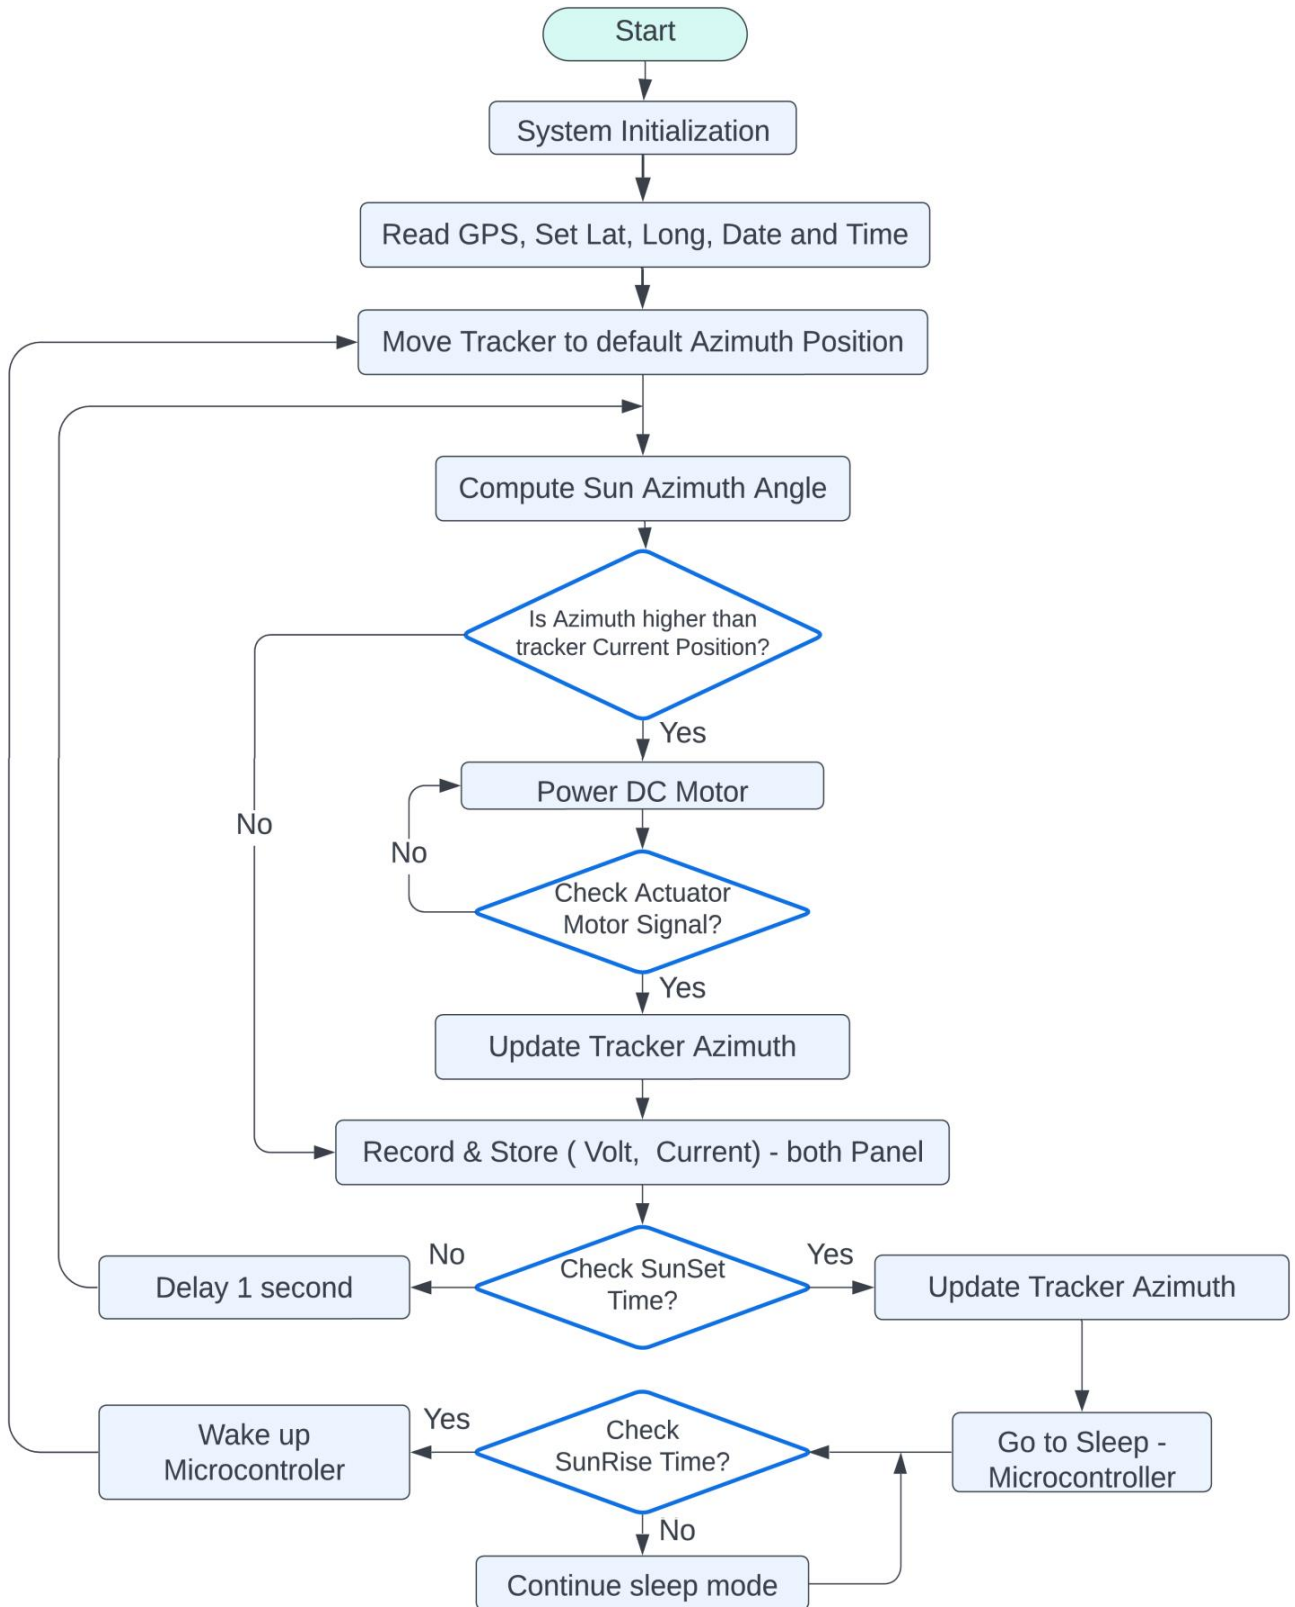 Start
System Initialization
Read GPS, Set Lat, Long, Date and Time
Move Tracker to default Azimuth Position
Compute Sun Azimuth Angle
Is Azimuth higher than
tracker Current Position?
Yes
No
Power DC Motor
No
Check Actuator
Motor Signal?
Yes
Update Tracker Azimuth
Record & Store ( Volt,  Current) - both Panel
Check SunSet
Time?
No
Yes
Delay 1 second
Update Tracker Azimuth
Go to Sleep -
Microcontroller
Check
SunRise Time?
Yes
Wake up
Microcontroler
No
Continue sleep mode